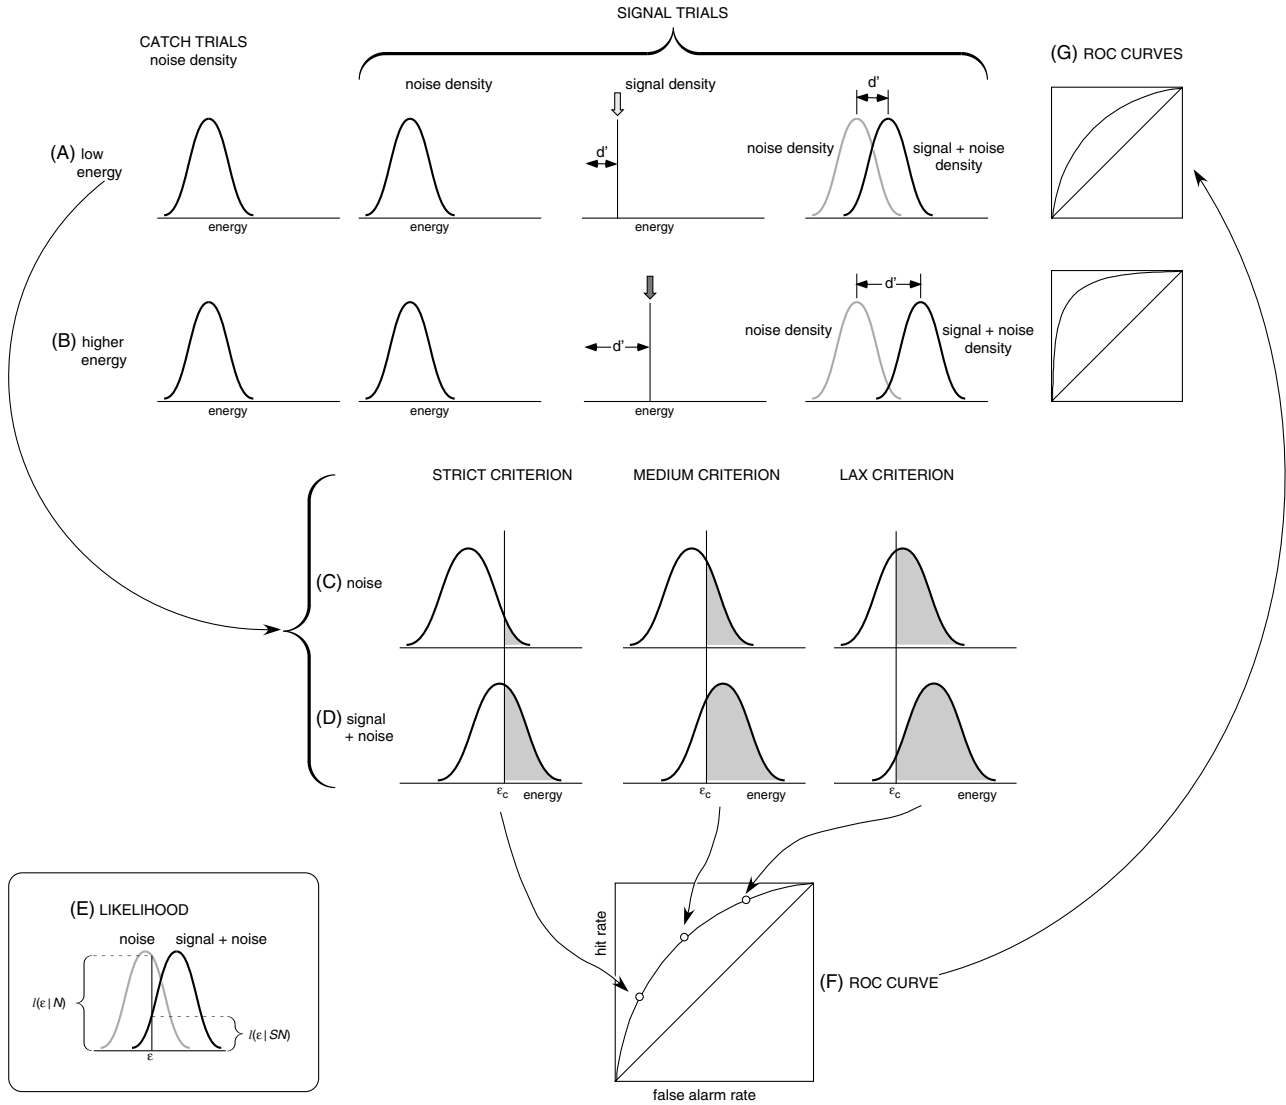 SIGNAL TRIALS
CATCH TRIALS
noise density
noise density
signal density
(G) ROC CURVES
d'
(A) low
energy
d'
noise density
signal + noise
density
energy
energy
energy
d'
(B) higher
energy
d'
noise density
signal + noise
density
energy
energy
energy
STRICT CRITERION
MEDIUM CRITERION
LAX CRITERION
(C) noise
(D) signal
+ noise
εc
energy
εc
energy
εc
energy
(E) LIKELIHOOD
noise
signal + noise
l(ε | N)
l(ε | SN)
ε
hit rate
(F) ROC CURVE
false alarm rate